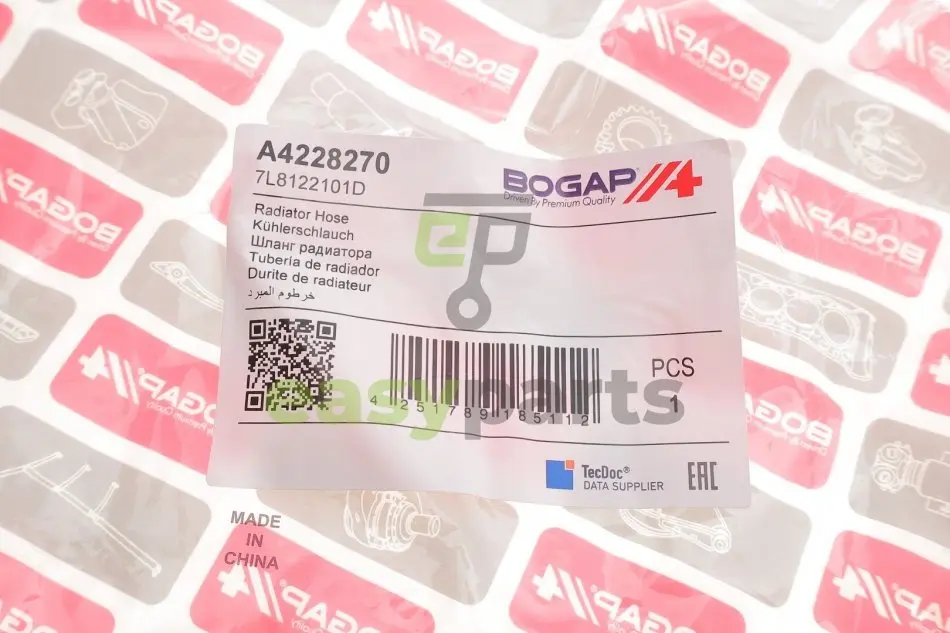 A4228270
7L8122101D
BOGAP
Driven By Premium Quality
Radiator Hose
Kühlerschlauch
Шланг радиатора
Tubería de radiador
Durite de radiateur
خرطوم المبرد
PCS
1
4 251789 185112
easyparts
TecDoc®
DATA SUPPLIER
EAC
MADE
IN
CHINA